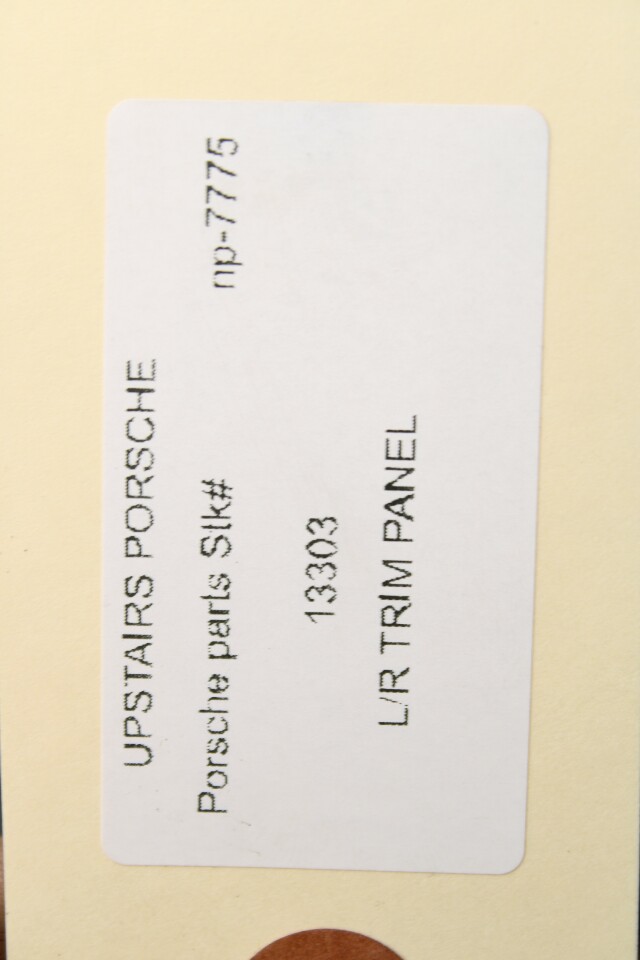 UPSTAIRS PORSCHE
Porsche parts Stk# np-7775
13303
L/R TRIM PANEL